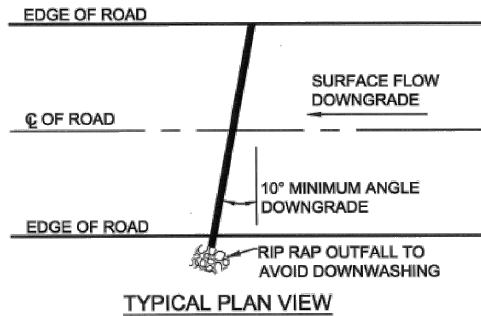 EDGE OF ROAD
SURFACE FLOW
DOWNGRADE
℄ OF ROAD
10° MINIMUM ANGLE
DOWNGRADE
EDGE OF ROAD
RIP RAP OUTFALL TO
AVOID DOWNWASHING
TYPICAL PLAN VIEW